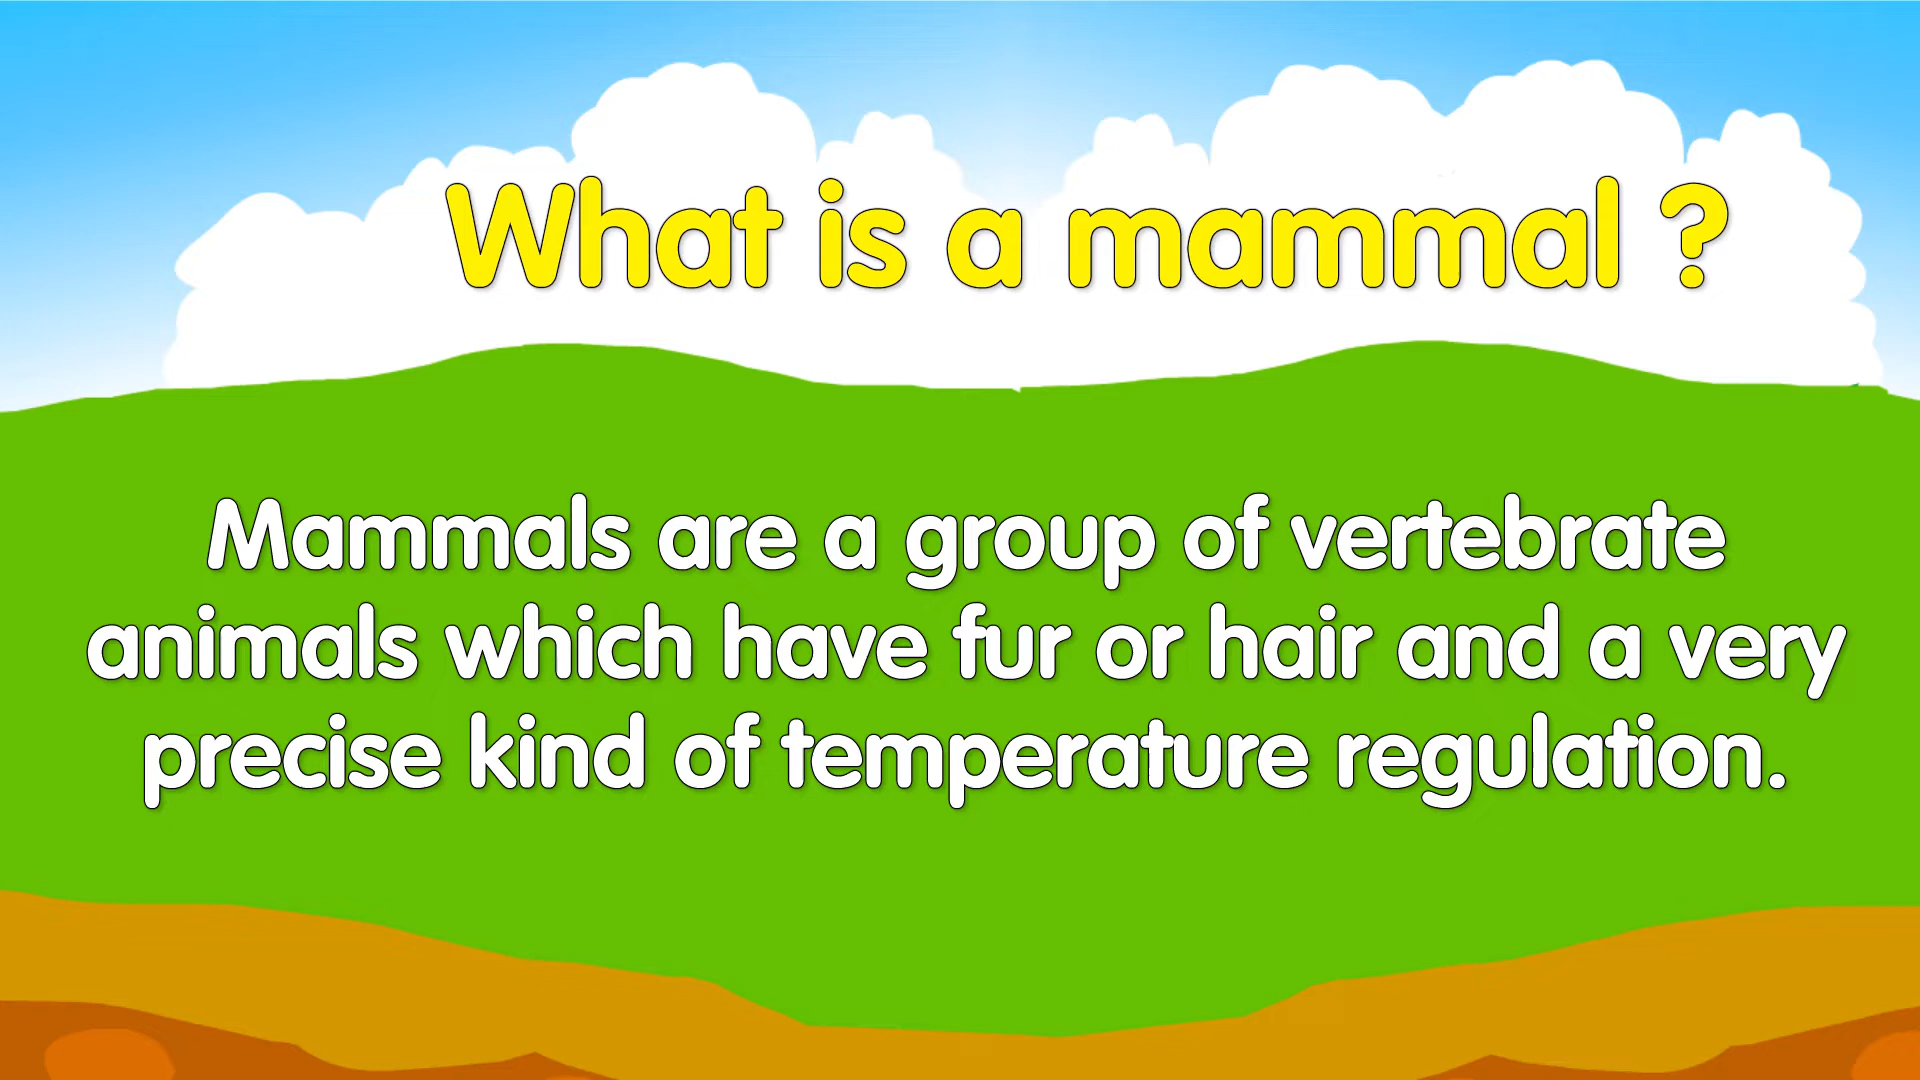 What is a mammal ?
Mammals are a group of vertebrate
animals which have fur or hair and a very
precise kind of temperature regulation.